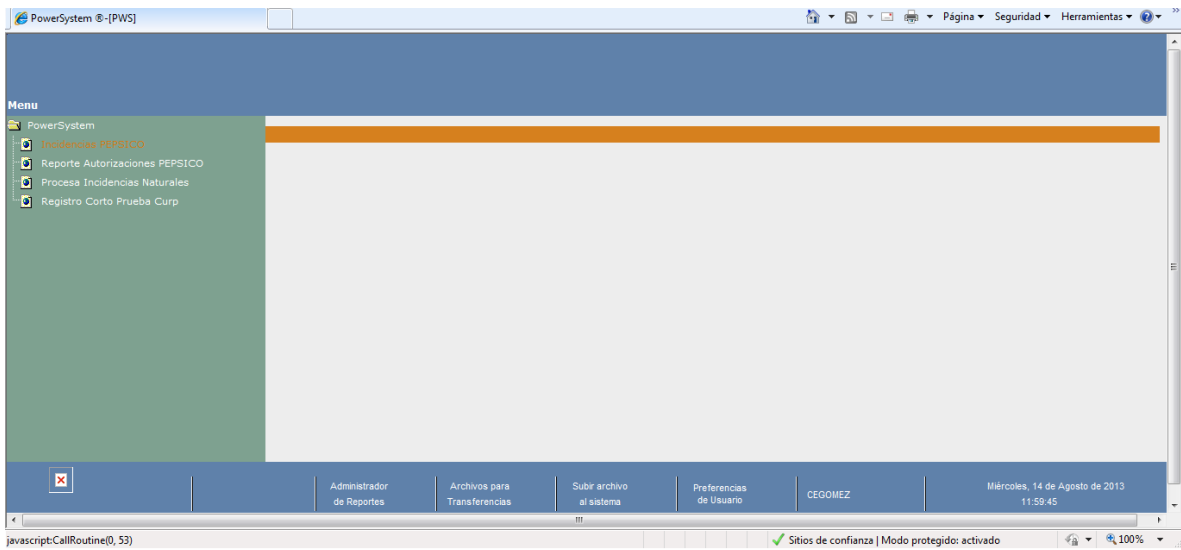 PowerSystem ®-[PWS]
Página Seguridad Herramientas
Menu
PowerSystem
Incidencias PEPSICO
Reporte Autorizaciones PEPSICO
Procesa Incidencias Naturales
Registro Corto Prueba Curp
Administrador
de Reportes
Archivos para
Transferencias
Subir archivo
al sistema
Preferencias
de Usuario
CEGOMEZ
Miércoles, 14 de Agosto de 2013
11:59:45
javascript:CallRoutine(0, 53)
Sitios de confianza | Modo protegido: activado
100%